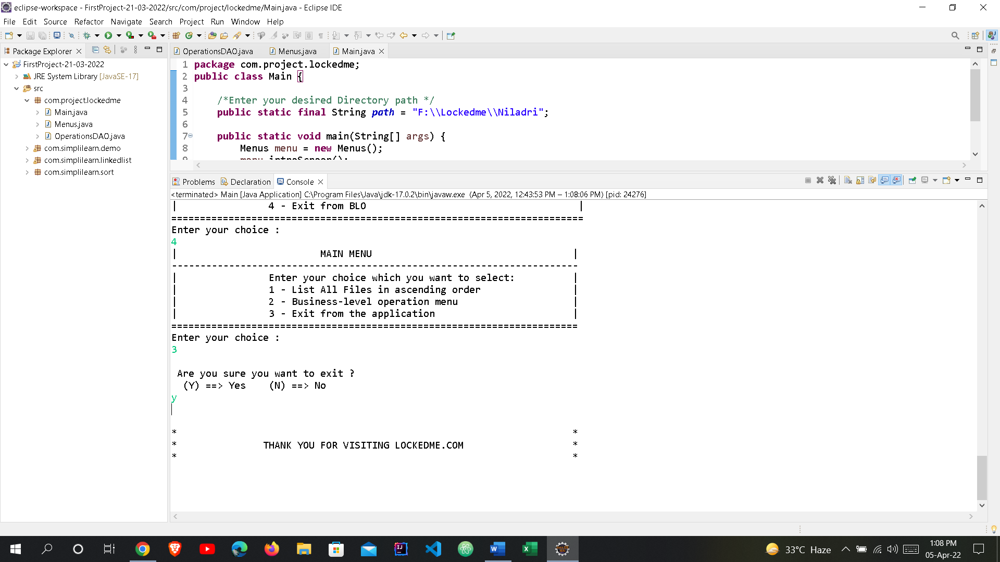 eclipse-workspace - FirstProject-21-03-2022/src/com/project/lockedme/Main.java - Eclipse IDE
File Edit Source Refactor Navigate Search Project Run Window Help
Package Explorer
FirstProject-21-03-2022
JRE System Library [JavaSE-17]
src
com.project.lockedme
Main.java
Menus.java
OperationsDAO.java
com.simplilearn.demo
com.simplilearn.linkedlist
com.simplilearn.sort
OperationsDAO.java Menus.java Main.java
1 package com.project.lockedme;
2 public class Main {
3
4 /*Enter your desired Directory path */
5 public static final String path = "F:\\Lockedme\\Niladri";
6
7 public static void main(String[] args) {
8 Menus menu = new Menus();
9 menu.introScreen();
Problems Declaration Console
<terminated> Main [Java Application] C:\Program Files\Java\jdk-17.0.2\bin\javaw.exe (Apr 5, 2022, 12:43:53 PM – 1:08:06 PM) [pid: 24276]
| 4 - Exit from BLO |
========================================================================
Enter your choice :
4
| MAIN MENU |
-----------------------------------------------------------------------
| Enter your choice which you want to select: |
| 1 - List All Files in ascending order |
| 2 - Business-level operation menu |
| 3 - Exit from the application |
=======================================================================
Enter your choice :
3
Are you sure you want to exit ?
(Y) ==> Yes (N) ==> No
y
* *
* THANK YOU FOR VISITING LOCKEDME.COM *
* *
33°C Haze
1:08 PM
05-Apr-22